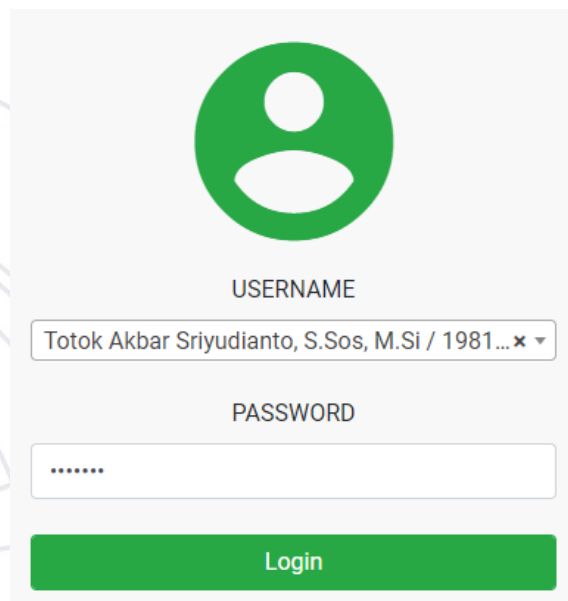 USERNAME
Totok Akbar Sriyudianto, S.Sos, M.Si / 1981...
PASSWORD
Login